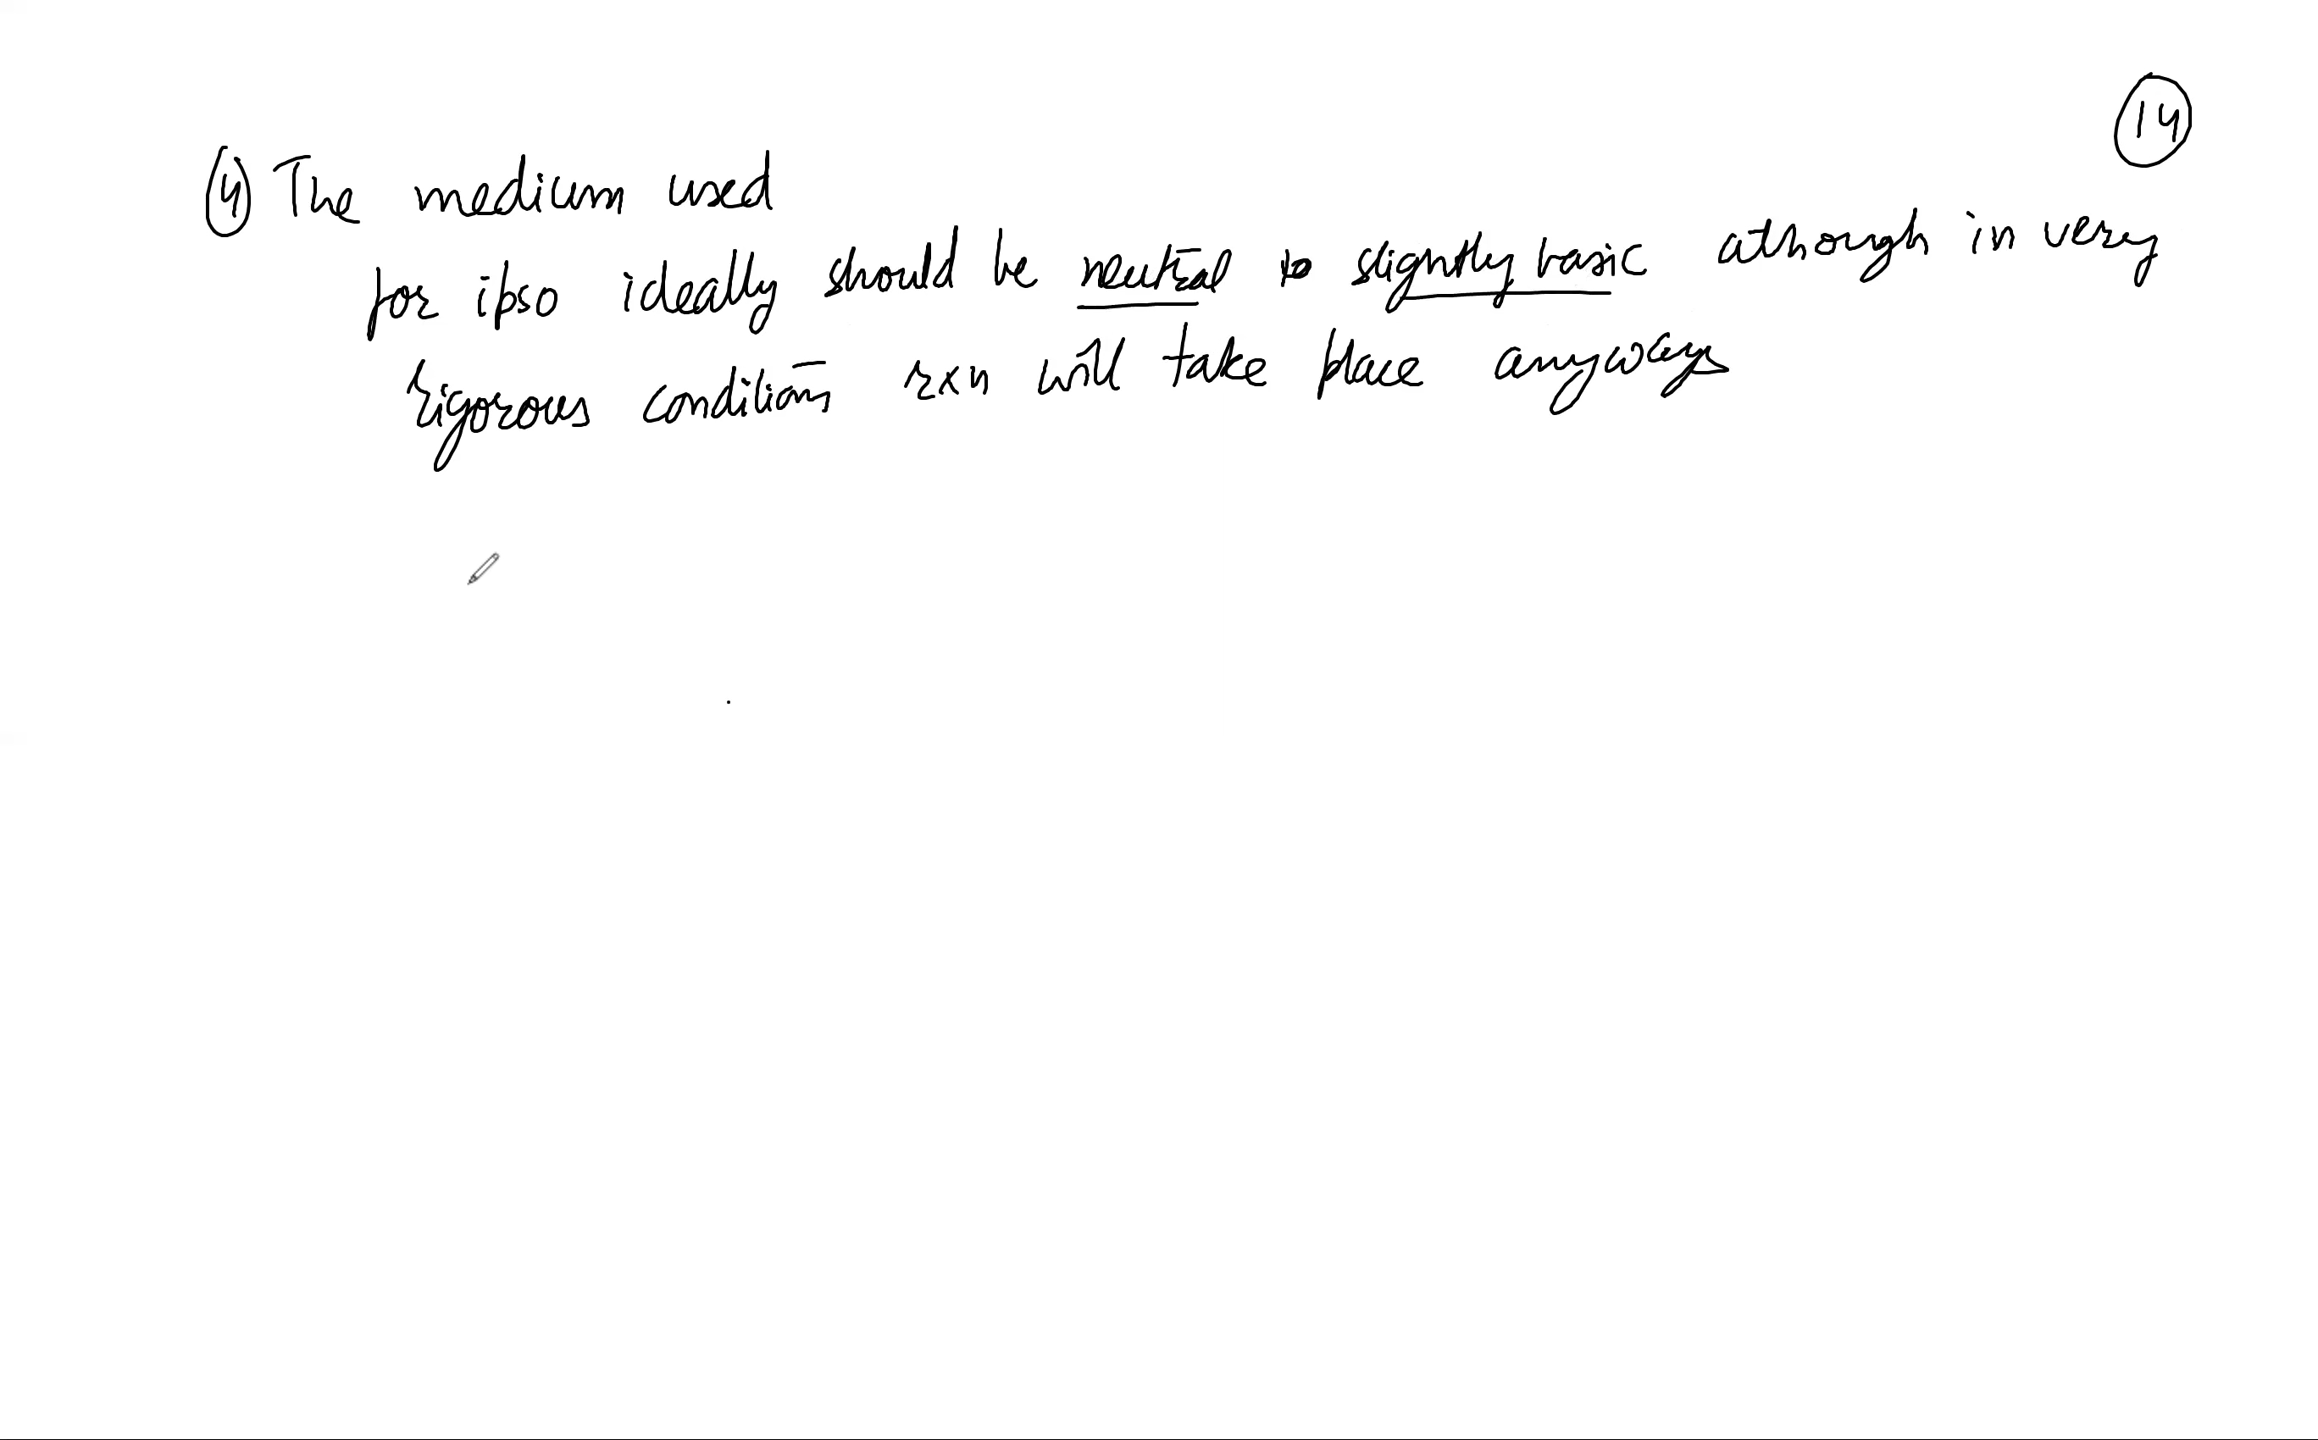 14
4 The medium used
for ipso ideally should be neutral to slightly basic athough in very
rigorous conditions rxn will take place anyways